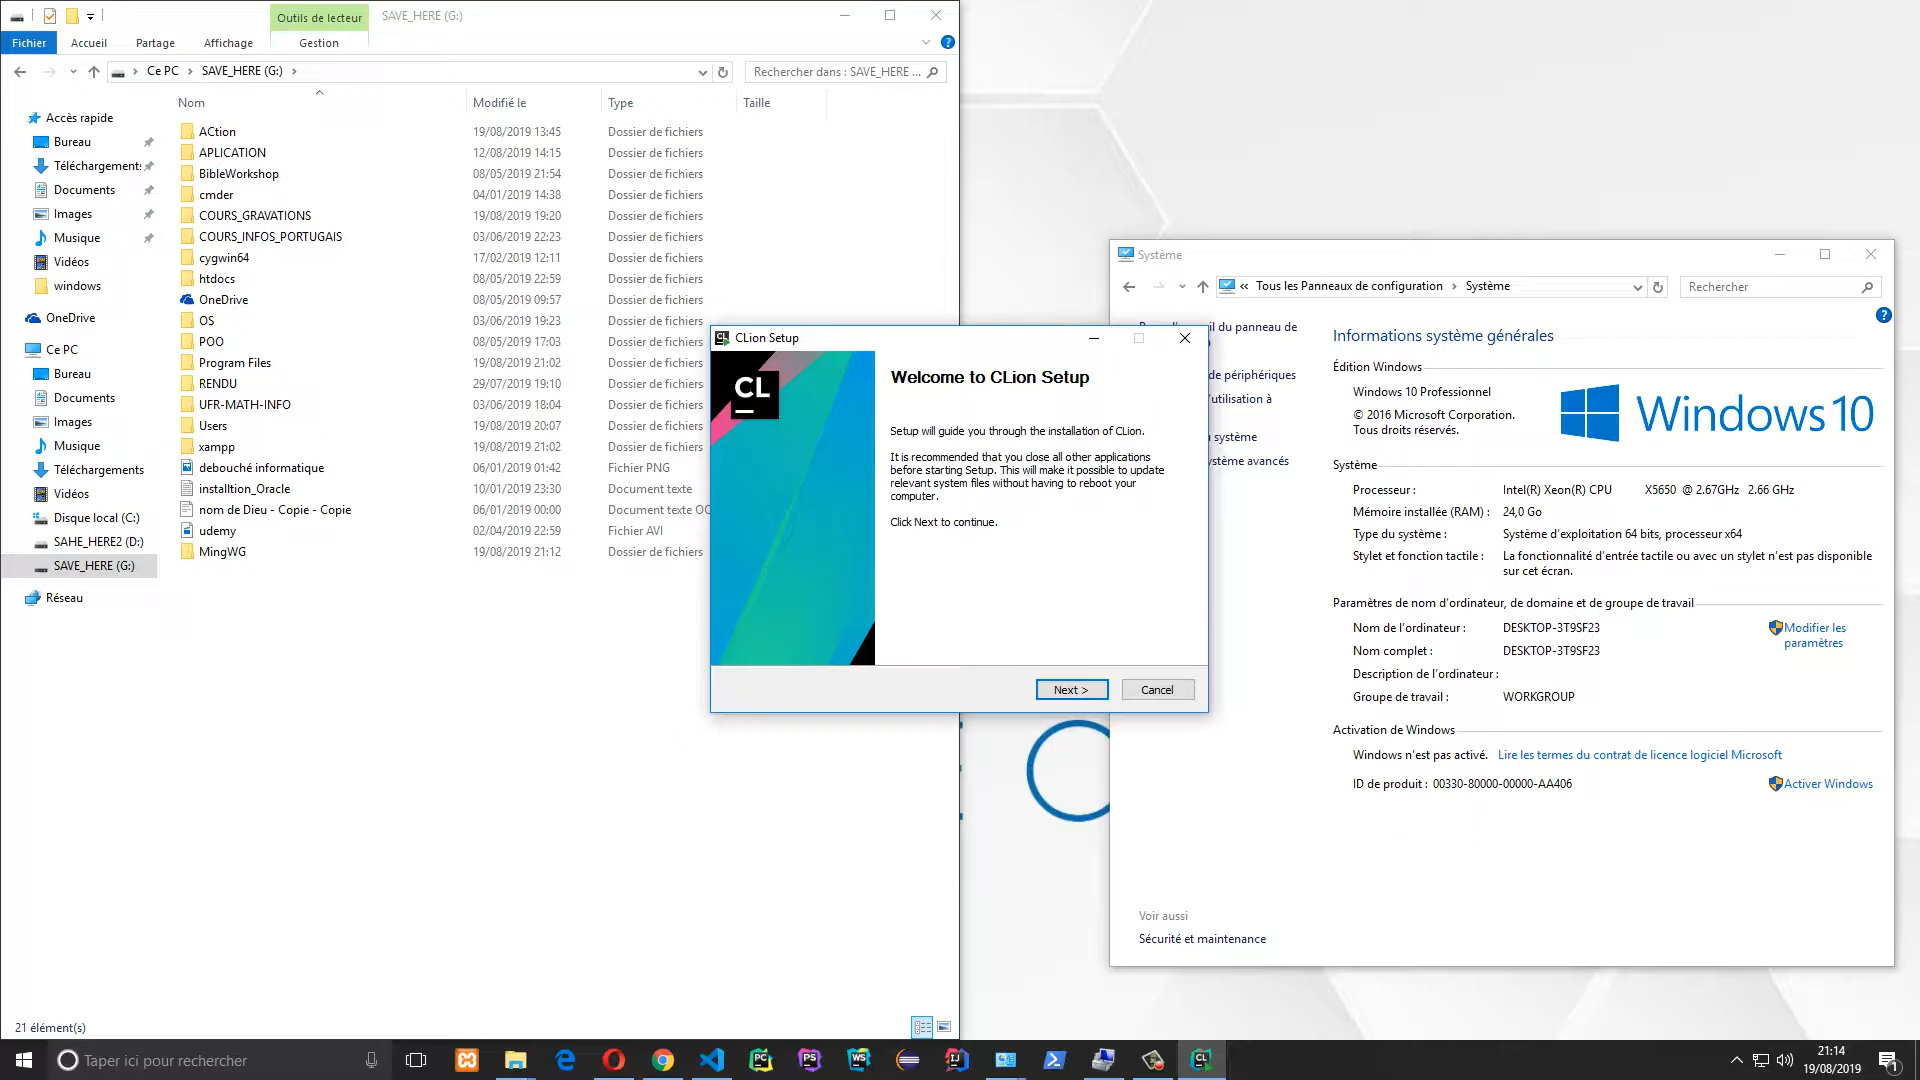 Outils de lecteur
SAVE_HERE (G:)
Fichier
Accueil
Partage
Affichage
Gestion
Ce PC
SAVE_HERE (G:)
Rechercher dans : SAVE_HERE ...
Nom
Modifié le
Type
Taille
Accès rapide
Bureau
Téléchargement
Documents
Images
Musique
Vidéos
windows
OneDrive
Ce PC
Bureau
Documents
Images
Musique
Téléchargements
Vidéos
Disque local (C:)
SAHE_HERE2 (D:)
SAVE_HERE (G:)
Réseau
ACtion 19/08/2019 13:45 Dossier de fichiers
APLICATION 12/08/2019 14:15 Dossier de fichiers
BibleWorkshop 08/05/2019 21:54 Dossier de fichiers
cmder 04/01/2019 14:38 Dossier de fichiers
COURS_GRAVATIONS 19/08/2019 19:20 Dossier de fichiers
COURS_INFOS_PORTUGAIS 03/06/2019 22:23 Dossier de fichiers
cygwin64 17/02/2019 12:11 Dossier de fichiers
htdocs 08/05/2019 22:59 Dossier de fichiers
OneDrive 08/05/2019 09:57 Dossier de fichiers
OS 03/06/2019 19:23 Dossier de fichiers
POO 08/05/2019 17:03 Dossier de fichiers
Program Files 19/08/2019 21:02 Dossier de fichiers
RENDU 29/07/2019 19:10 Dossier de fichiers
UFR-MATH-INFO 03/06/2019 18:04 Dossier de fichiers
Users 19/08/2019 20:07 Dossier de fichiers
xampp 19/08/2019 21:02 Dossier de fichiers
debouché informatique 06/01/2019 01:42 Fichier PNG
installtion_Oracle 10/01/2019 23:30 Document texte
nom de Dieu - Copie - Copie 06/01/2019 00:00 Document texte OC
udemy 02/04/2019 22:59 Fichier AVI
MingWG 19/08/2019 21:12 Dossier de fichiers
21 élément(s)
CLion Setup
CL
Welcome to CLion Setup
Setup will guide you through the installation of CLion.
It is recommended that you close all other applications
before starting Setup. This will make it possible to update
relevant system files without having to reboot your
computer.
Click Next to continue.
Next >
Cancel
Système
« Tous les Panneaux de configuration
Système
Rechercher
du panneau de
de périphériques
l'utilisation à
système
système avancés
Informations système générales
Édition Windows
Windows 10 Professionnel
© 2016 Microsoft Corporation.
Tous droits réservés.
Windows 10
Système
Processeur : Intel(R) Xeon(R) CPU X5650 @ 2.67GHz 2.66 GHz
Mémoire installée (RAM) : 24,0 Go
Type du système : Système d'exploitation 64 bits, processeur x64
Stylet et fonction tactile : La fonctionnalité d'entrée tactile ou avec un stylet n'est pas disponible
sur cet écran.
Paramètres de nom d'ordinateur, de domaine et de groupe de travail
Nom de l'ordinateur : DESKTOP-3T9SF23
Modifier les
paramètres
Nom complet : DESKTOP-3T9SF23
Description de l'ordinateur :
Groupe de travail : WORKGROUP
Activation de Windows
Windows n'est pas activé. Lire les termes du contrat de licence logiciel Microsoft
ID de produit : 00330-80000-00000-AA406
Activer Windows
Voir aussi
Sécurité et maintenance
Taper ici pour rechercher
PC
PS
WS
IJ
CL
21:14
19/08/2019
1